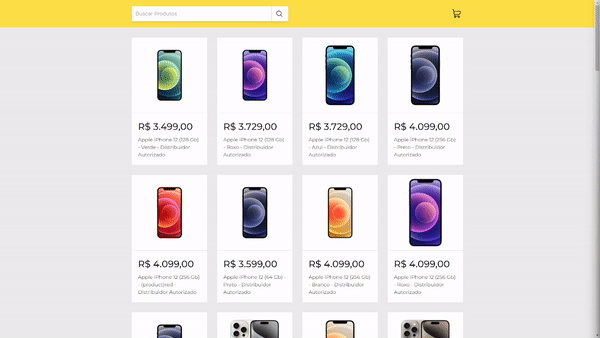 Buscar Produtos
R$ 3.499,00
Apple iPhone 12 (128 Gb)
- Verde - Distribuidor
Autorizado
R$ 3.729,00
Apple iPhone 12 (128 Gb)
- Roxo - Distribuidor
Autorizado
R$ 3.729,00
Apple iPhone 12 (128 Gb)
- Azul - Distribuidor
Autorizado
R$ 4.099,00
Apple iPhone 12 (256 Gb)
- Preto - Distribuidor
Autorizado
R$ 4.099,00
Apple iPhone 12 (256 Gb)
- (product)red -
Distribuidor Autorizado
R$ 3.599,00
Apple iPhone 12 (64 Gb) -
Preto - Distribuidor
Autorizado
R$ 4.099,00
Apple iPhone 12 (256 Gb)
- Branco - Distribuidor
Autorizado
R$ 4.099,00
Apple iPhone 12 (256 Gb)
- Roxo - Distribuidor
Autorizado